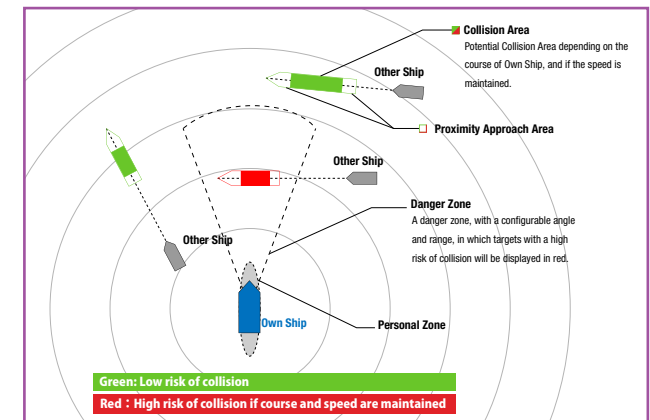 Collision Area
Potential Collision Area depending on the
course of Own Ship, and if the speed is
maintained.
Other Ship
Proximity Approach Area
Other Ship
Danger Zone
A danger zone, with a configurable angle
and range, in which targets with a high
risk of collision will be displayed in red.
Other Ship
Own Ship
Personal Zone
Green: Low risk of collision
Red：High risk of collision if course and speed are maintained